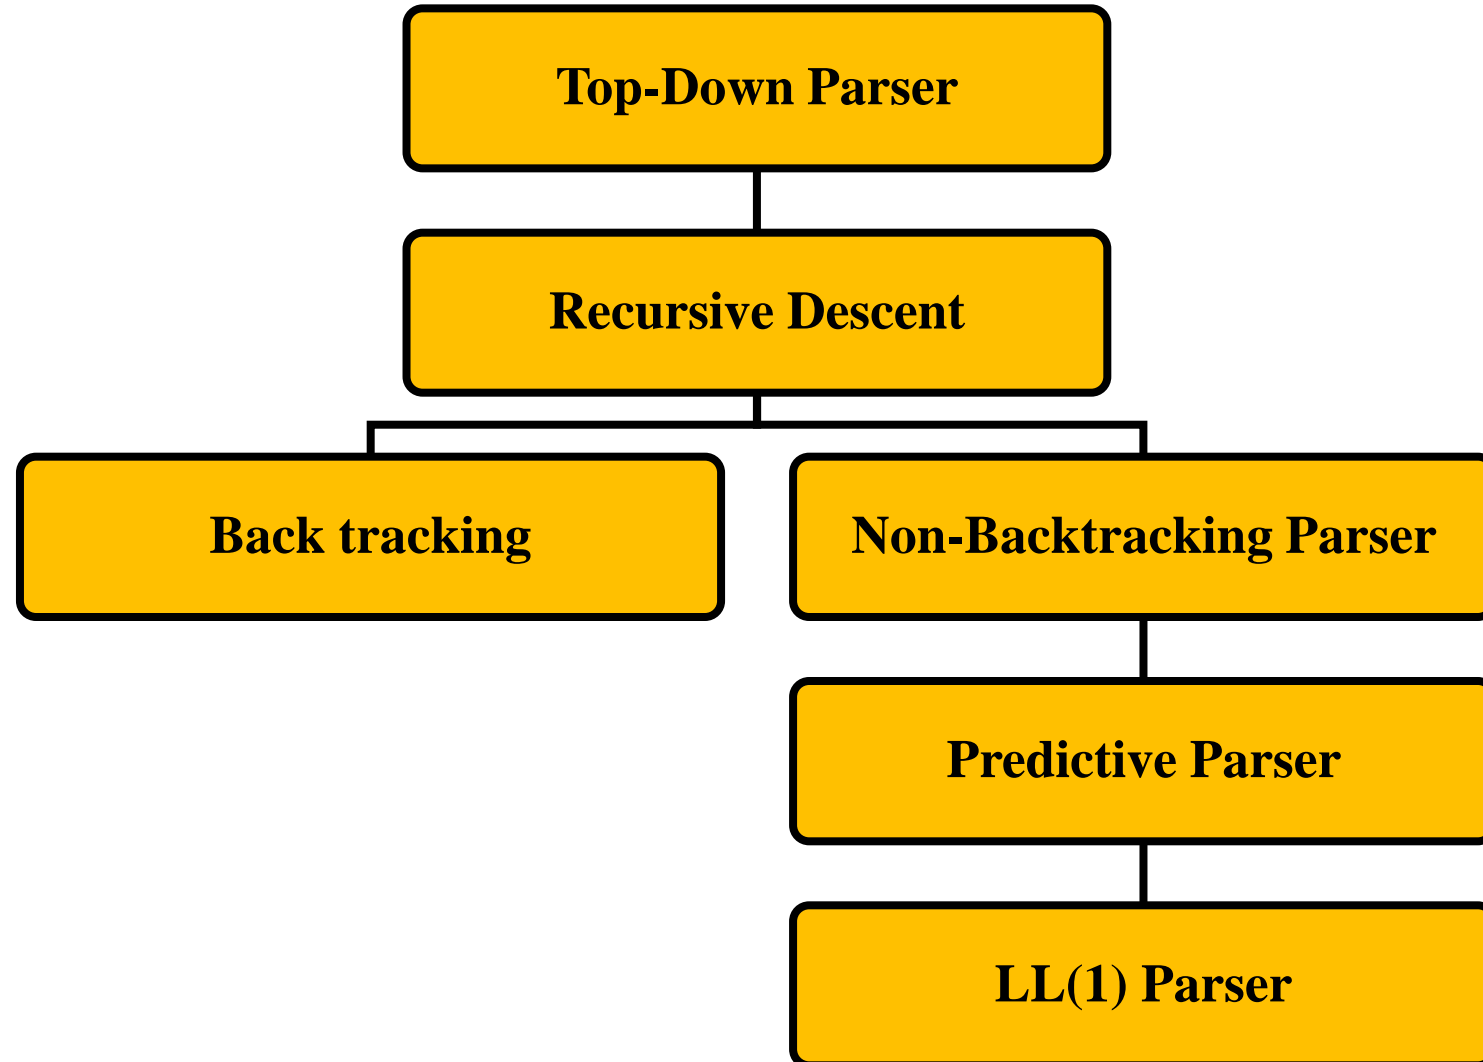 Top-Down Parser
Recursive Descent
Back tracking
Non-Backtracking Parser
Predictive Parser
LL(1) Parser